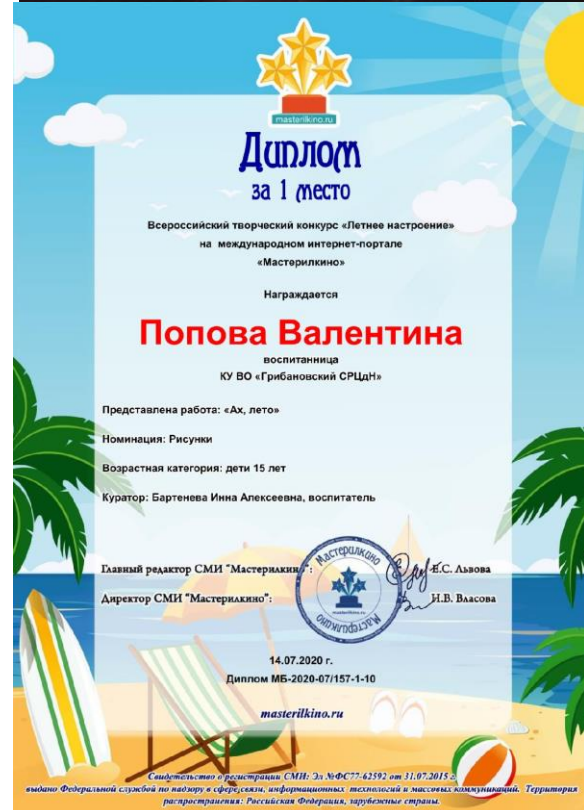 masterilkino.ru
Диплом
за 1 место
Всероссийский творческий конкурс «Летнее настроение»
на международном интернет-портале
«Мастерилкино»
Награждается
Попова Валентина
воспитанница
КУ ВО «Грибановский СРЦдН»
Представлена работа: «Ах, лето»
Номинация: Рисунки
Возрастная категория: дети 15 лет
Куратор: Бартенева Инна Алексеевна, воспитатель
Главный редактор СМИ "Мастерилкино": Е.С. Львова
Директор СМИ "Мастерилкино": И.В. Власова
Мастерилкино
masterilkino.ru
Мастерилкино
14.07.2020 г.
Диплом МБ-2020-07/157-1-10
masterilkino.ru
Свидетельство о регистрации СМИ: Эл №ФС77-62592 от 31.07.2015 г.
выдано Федеральной службой по надзору в сфере связи, информационных технологий и массовых коммуникаций. Территория
распространения: Российская Федерация, зарубежные страны.